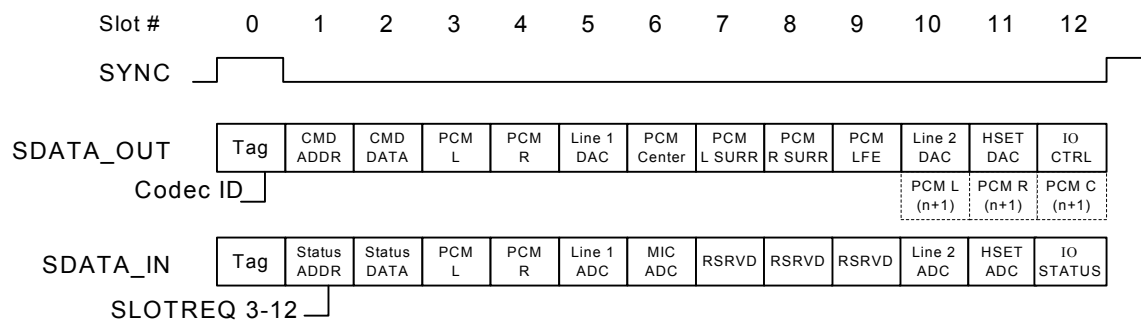 Slot # 0 1 2 3 4 5 6 7 8 9 10 11 12
SYNC
SDATA_OUT Tag CMD ADDR CMD DATA PCM L PCM R Line 1 DAC PCM Center PCM L SURR PCM R SURR PCM LFE Line 2 DAC HSET DAC IO CTRL
Codec ID PCM L (n+1) PCM R (n+1) PCM C (n+1)
SDATA_IN Tag Status ADDR Status DATA PCM L PCM R Line 1 ADC MIC ADC RSRVD RSRVD RSRVD Line 2 ADC HSET ADC IO STATUS
SLOTREQ 3-12